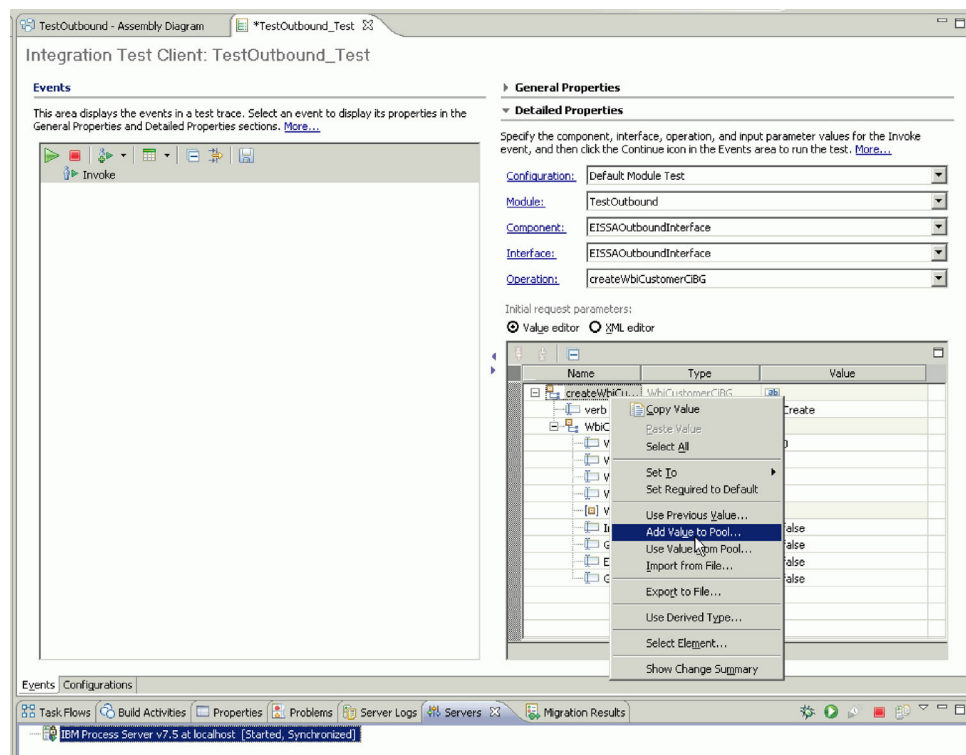 TestOutbound - Assembly Diagram
*TestOutbound_Test
Integration Test Client: TestOutbound_Test
Events
This area displays the events in a test trace. Select an event to display its properties in the
General Properties and Detailed Properties sections. More...
Invoke
General Properties
Detailed Properties
Specify the component, interface, operation, and input parameter values for the Invoke
event, and then click the Continue icon in the Events area to run the test. More...
Configuration: Default Module Test
Module: TestOutbound
Component: EISSAOutboundInterface
Interface: EISSAOutboundInterface
Operation: createWbiCustomerCiBG
Initial request parameters:
Value editor XML editor
Name Type Value
createWbiCu... WbiCustomerCiBG ab
verb Create
WbiC
V
V
V
V
V
I false
G false
E false
G false
Copy Value
Paste Value
Select All
Set To
Set Required to Default
Use Previous Value...
Add Value to Pool...
Use Value from Pool...
Import from File...
Export to File...
Use Derived Type...
Select Element...
Show Change Summary
Events Configurations
Task Flows Build Activities Properties Problems Server Logs Servers Migration Results
IBM Process Server v7.5 at localhost [Started, Synchronized]